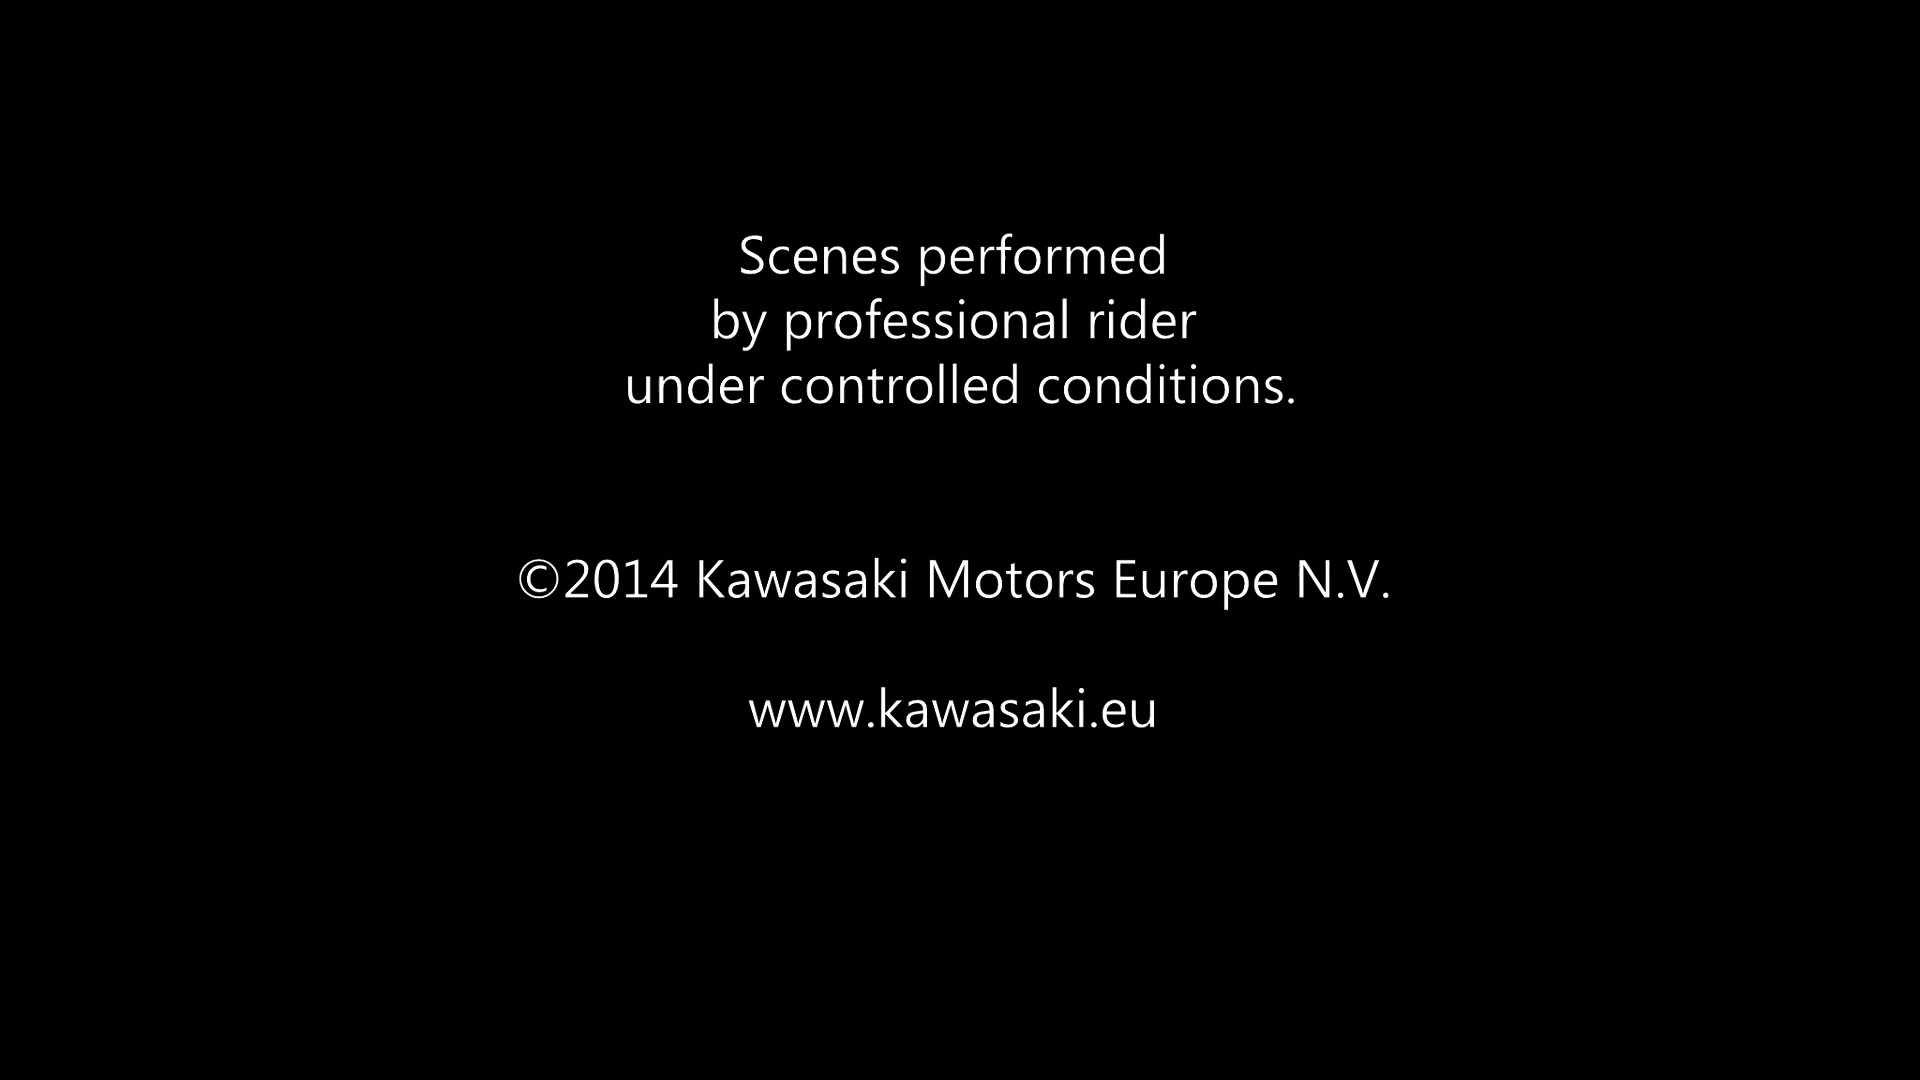 Scenes performed
by professional rider
under controlled conditions.
©2014 Kawasaki Motors Europe N.V.
www.kawasaki.eu